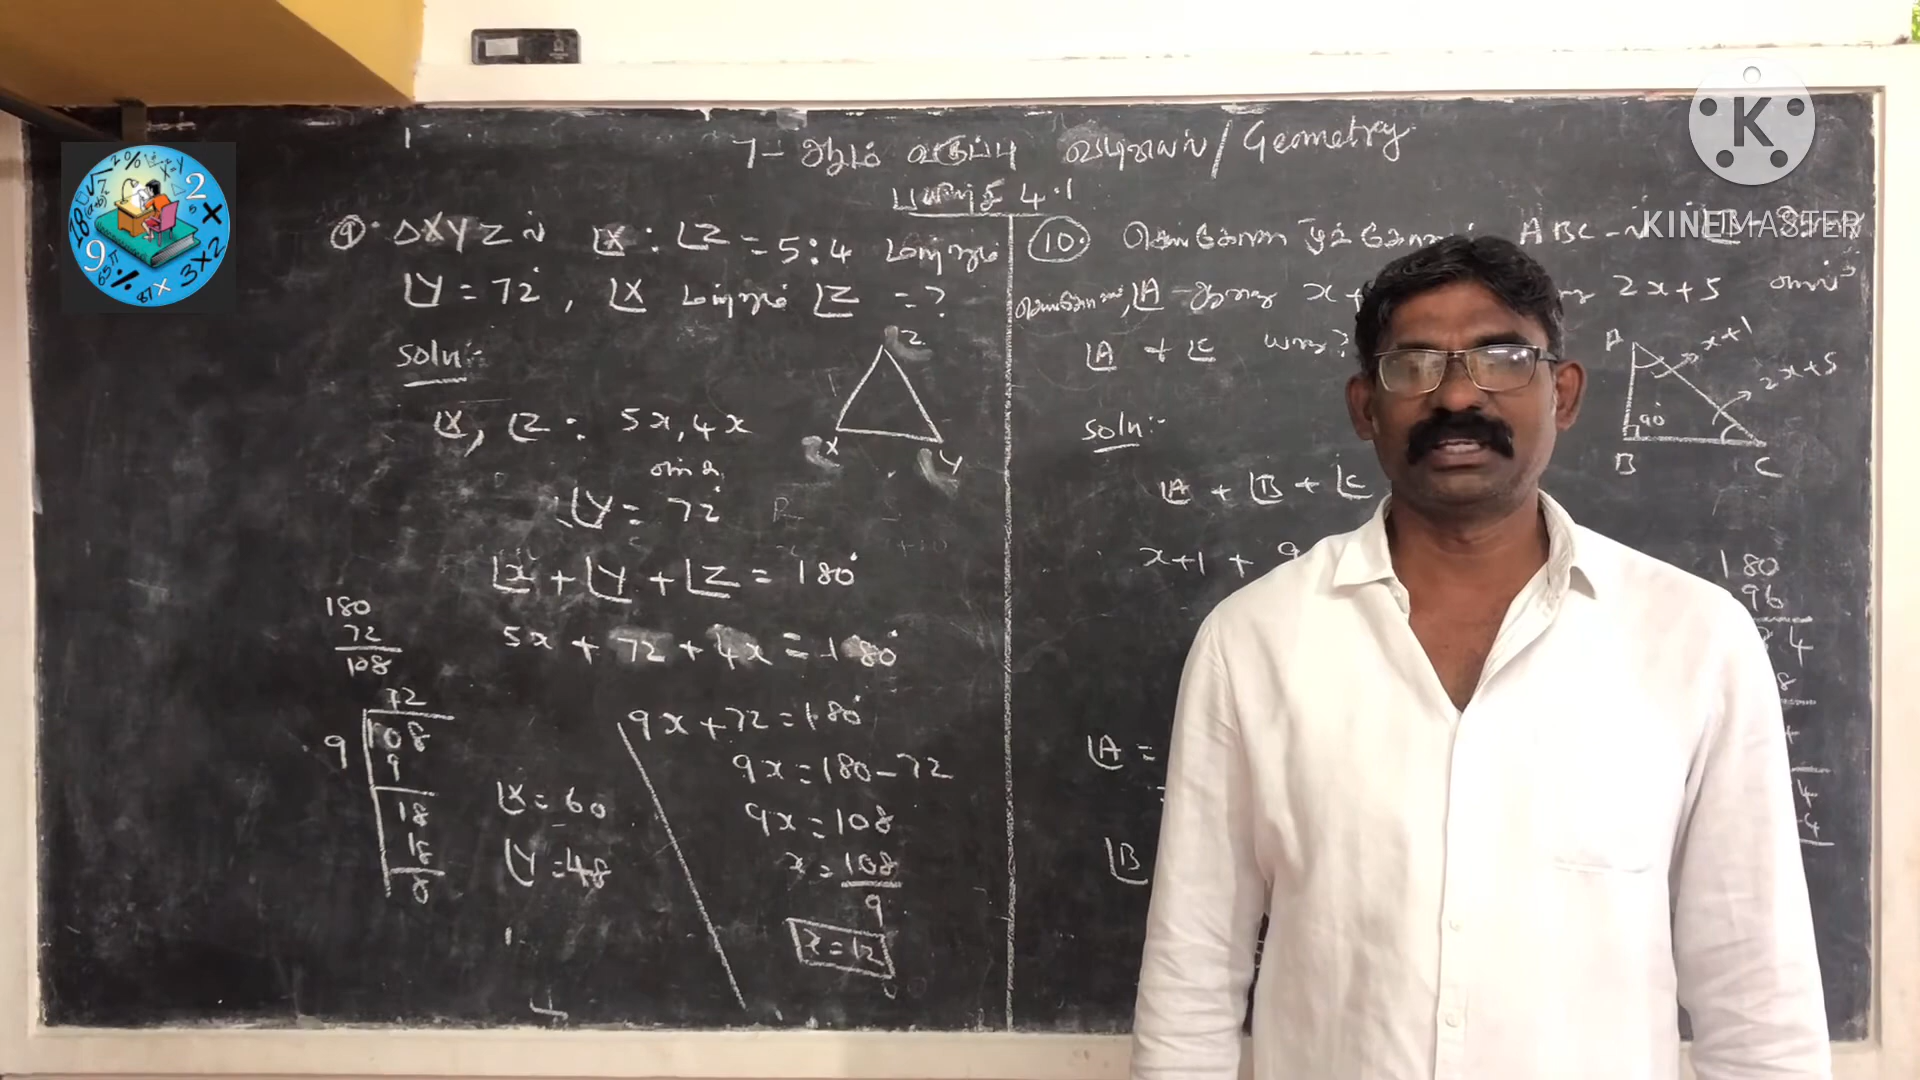 7-ஆம் வகுப்பு வடிவியல் / Geometry
பயிற்சி 4.1
KINEMASTER
9. ΔXYZ ல் ∠X : ∠Z = 5:4 மற்றும்
∠Y = 72°, ∠X மற்றும் ∠Z = ?
Soln:-
∠X, ∠Z : 5x, 4x
∠Y = 72°
∠x + ∠Y + ∠Z = 180°
5x + 72 + 4x = 180°
9x + 72 = 180°
9x = 180 - 72
9x = 108
x = 108
9
x = 12
Z
X
Y
180
72
108
12
9
108
9
18
18
∠X = 60
∠Y = 48
10. செங்கோண முக்கோணம் ABC-ல் ∠B
∠A x+ 2x+5
∠A + ∠C
Soln:-
A
x+1
2x+5
90°
B
C
∠A + ∠B + ∠C
x+1 +
180
96
∠A =
∠B